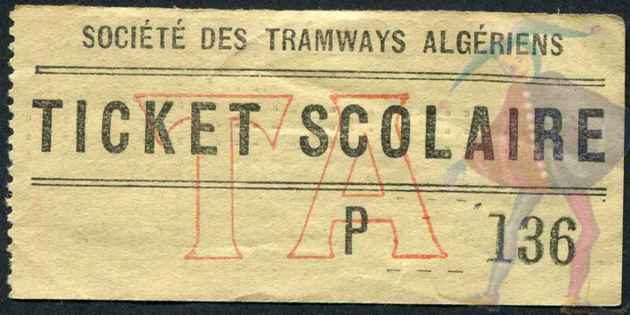 SOCIÉTÉ DES TRAMWAYS ALGÉRIENS
TICKET SCOLAIRE
TA
P 136